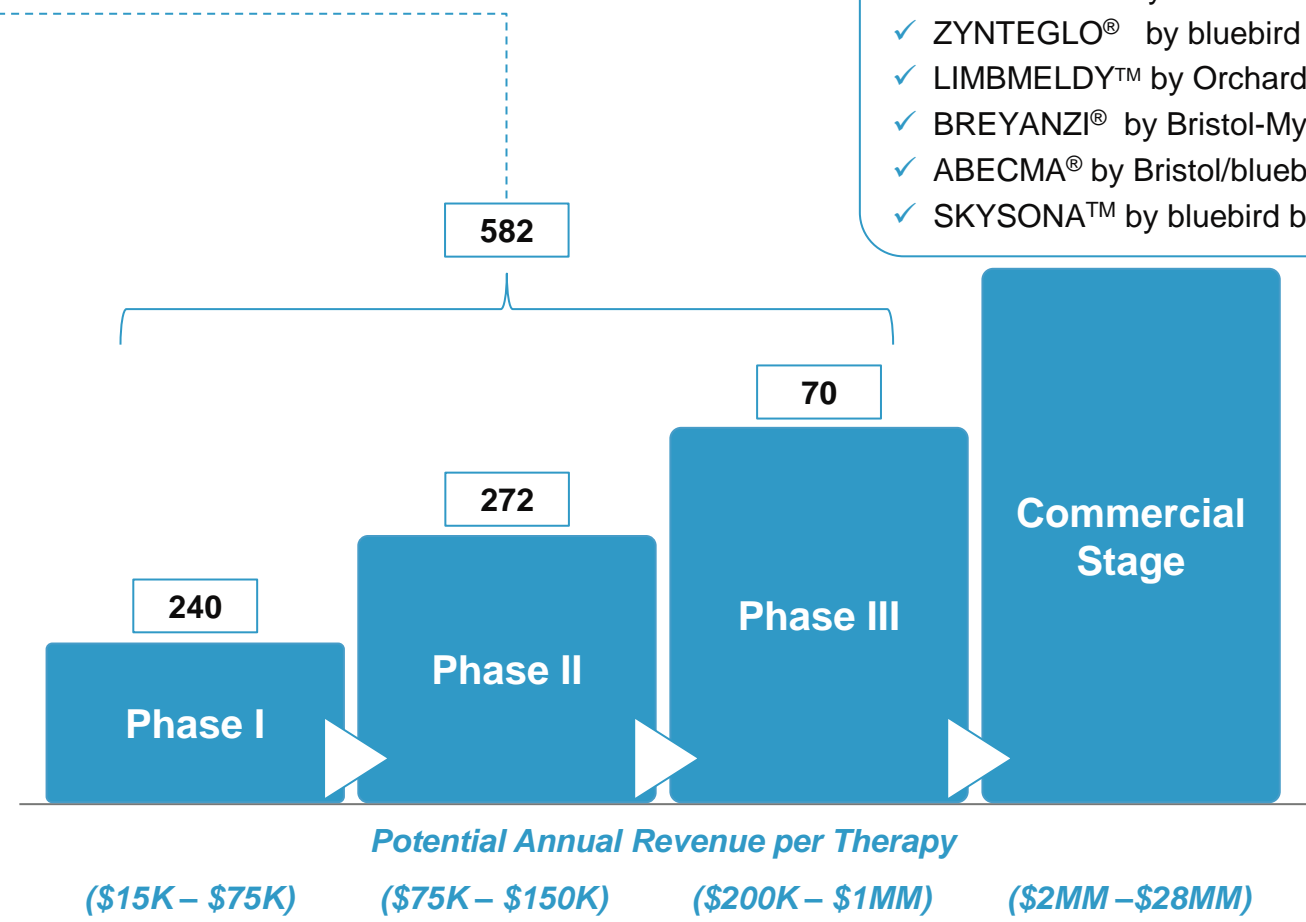 ZYNTEGLO® by bluebird
LIMBMELDY™ by Orchard
BREYANZI® by Bristol-My
ABECMA® by Bristol/blueb
SKYSONA™ by bluebird b
582
70
272
240
Commercial
Stage
Phase III
Phase II
Phase I
Potential Annual Revenue per Therapy
($15K – $75K) ($75K – $150K) ($200K – $1MM) ($2MM –$28MM)